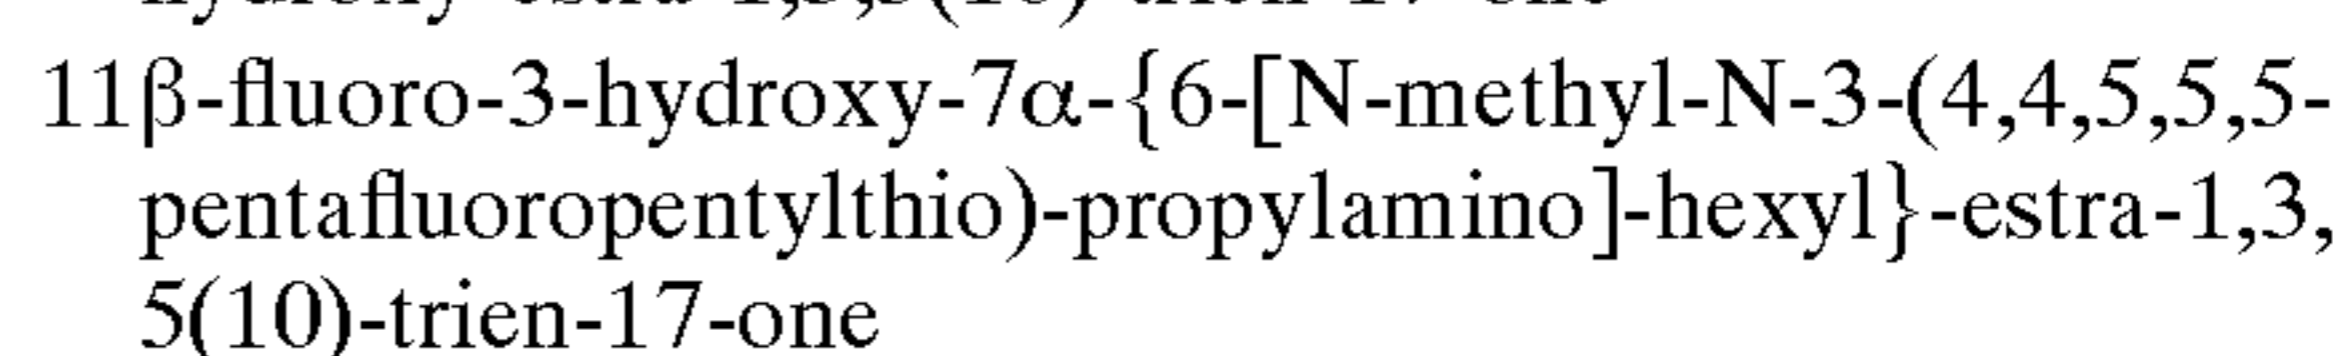 11β-fluoro-3-hydroxy-7α-{6-[N-methyl-N-3-(4,4,5,5,5-
pentafluoropentylthio)-propylamino]-hexyl}-estra-1,3,
5(10)-trien-17-one